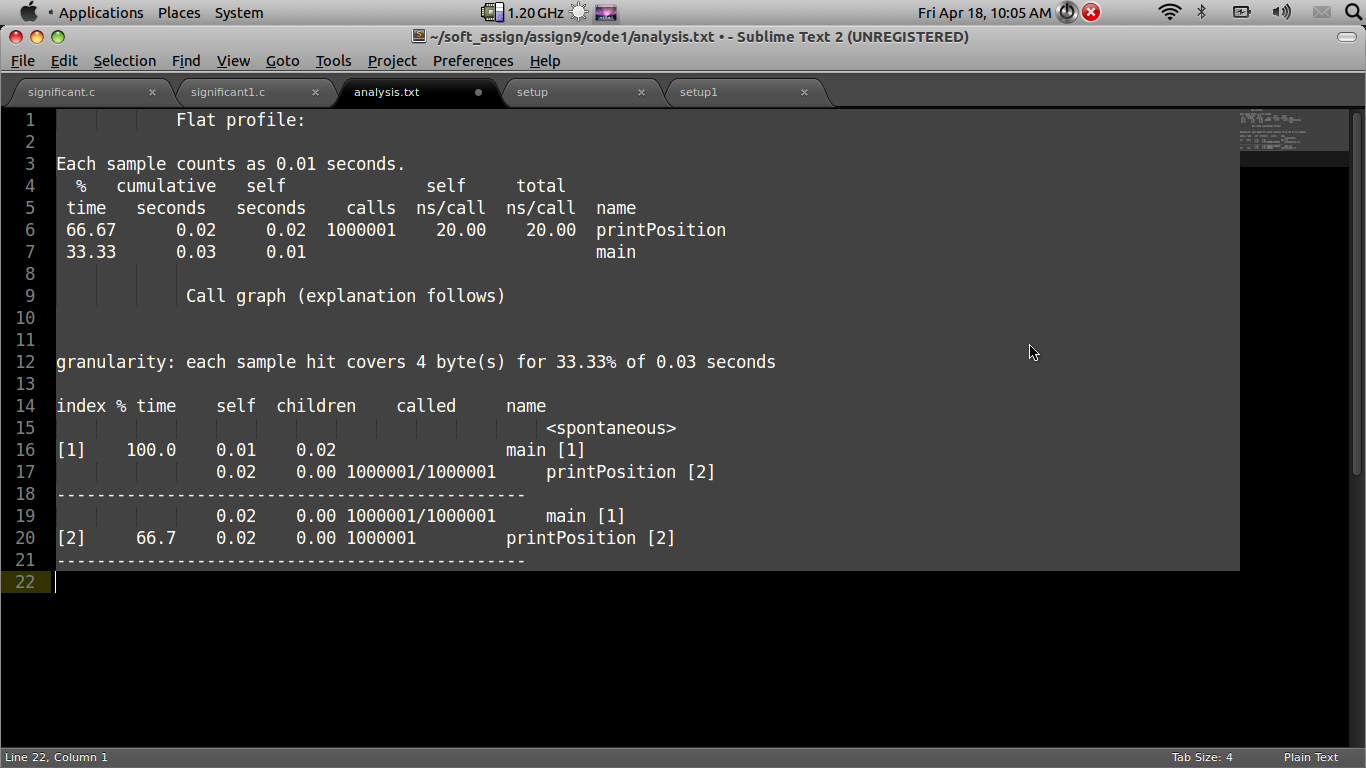 Applications Places System 1.20 GHz Fri Apr 18, 10:05 AM
~/soft_assign/assign9/code1/analysis.txt • - Sublime Text 2 (UNREGISTERED)
File Edit Selection Find View Goto Tools Project Preferences Help
significant.c × significant1.c × analysis.txt setup × setup1 ×
1 Flat profile:
2
3 Each sample counts as 0.01 seconds.
4 % cumulative self self total
5 time seconds seconds calls ns/call ns/call name
6 66.67 0.02 0.02 1000001 20.00 20.00 printPosition
7 33.33 0.03 0.01 main
8
9 Call graph (explanation follows)
10
11
12 granularity: each sample hit covers 4 byte(s) for 33.33% of 0.03 seconds
13
14 index % time self children called name
15 <spontaneous>
16 [1] 100.0 0.01 0.02 main [1]
17 0.02 0.00 1000001/1000001 printPosition [2]
18 -----------------------------------------------
19 0.02 0.00 1000001/1000001 main [1]
20 [2] 66.7 0.02 0.00 1000001 printPosition [2]
21 -----------------------------------------------
22
Line 22, Column 1 Tab Size: 4 Plain Text